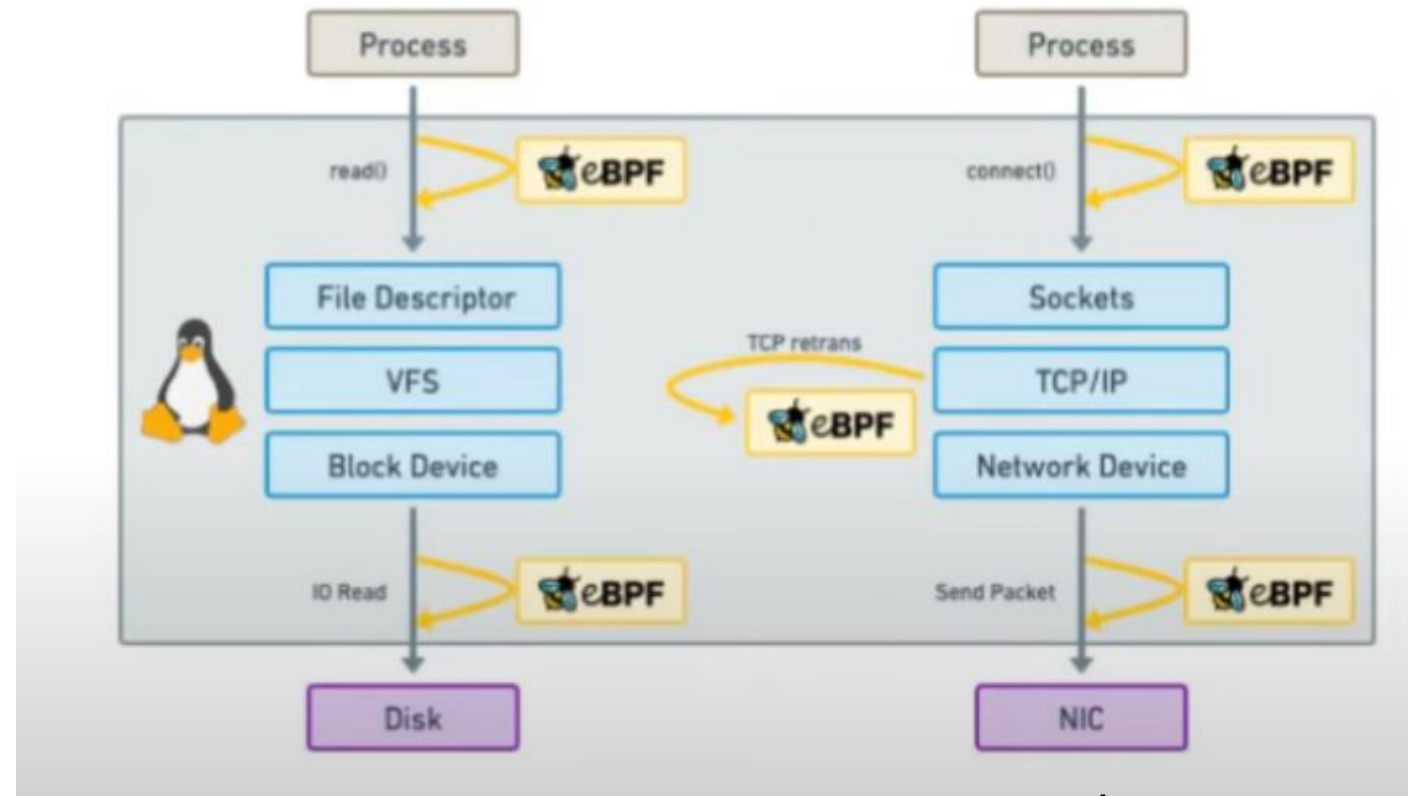 Process
Process
read()
eBPF
connect()
eBPF
File Descriptor
Sockets
TCP retrans
VFS
TCP/IP
eBPF
Block Device
Network Device
IO Read
eBPF
Send Packet
eBPF
Disk
NIC